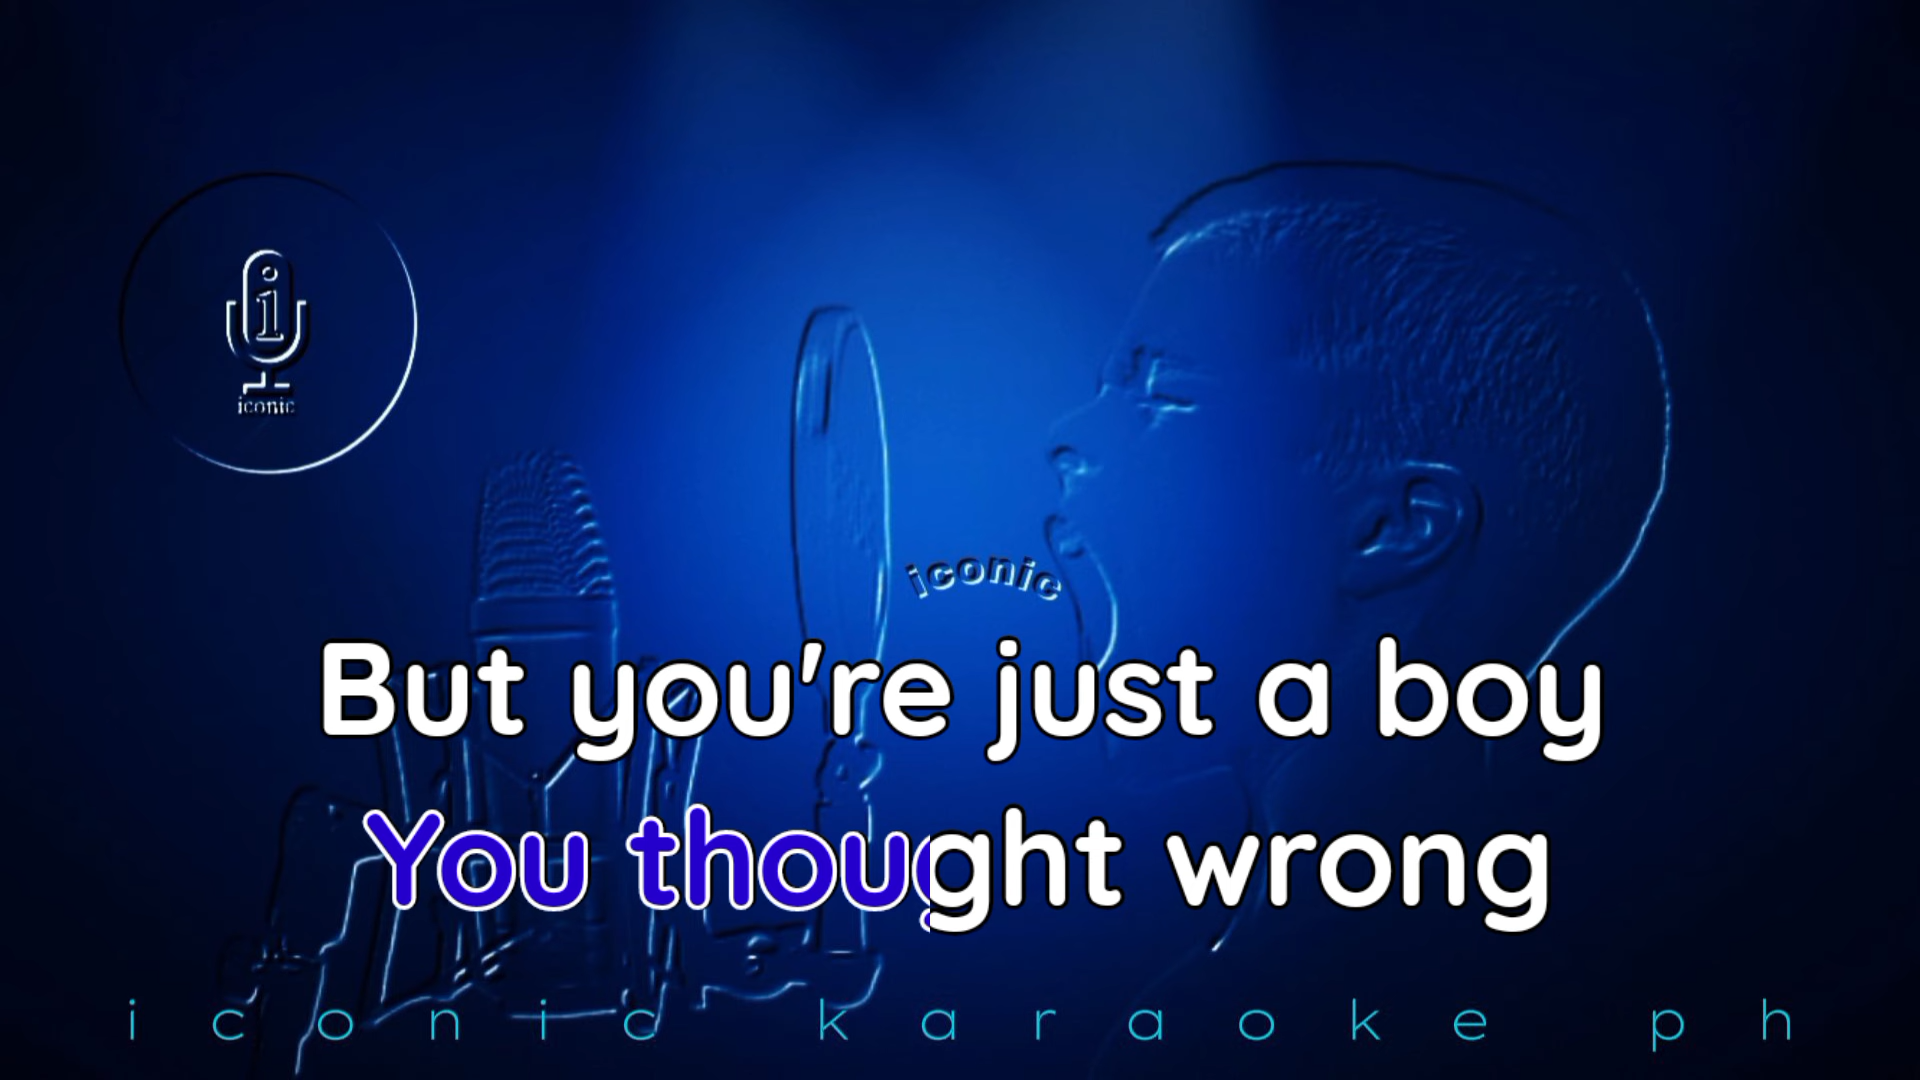 i
iconic
iconic
But you're just a boy
You thought wrong
iconic karaoke ph